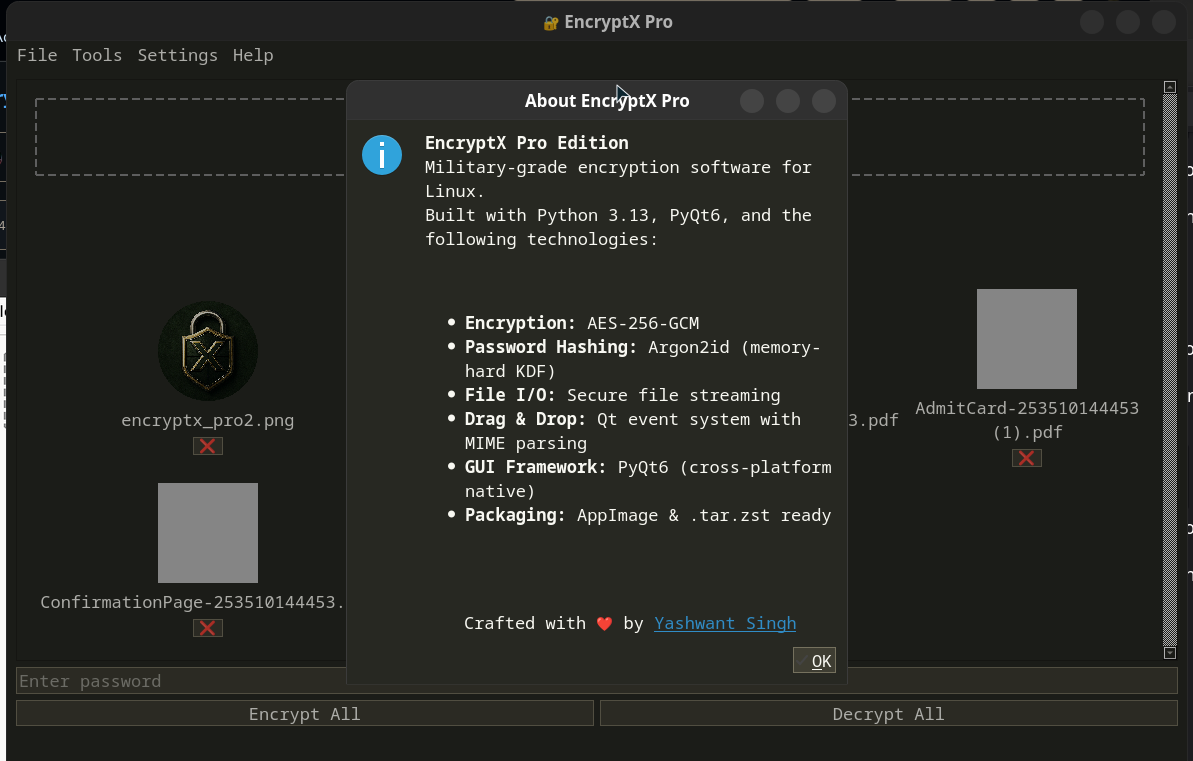 EncryptX Pro
File Tools Settings Help
About EncryptX Pro
EncryptX Pro Edition
Military-grade encryption software for
Linux.
Built with Python 3.13, PyQt6, and the
following technologies:
• Encryption: AES-256-GCM
• Password Hashing: Argon2id (memory-
hard KDF)
• File I/O: Secure file streaming
• Drag & Drop: Qt event system with
MIME parsing
• GUI Framework: PyQt6 (cross-platform
native)
• Packaging: AppImage & .tar.zst ready
Crafted with ❤️ by Yashwant Singh
OK
encryptx_pro2.png
3.pdf
AdmitCard-253510144453
(1).pdf
ConfirmationPage-253510144453.
Enter password
Encrypt All
Decrypt All